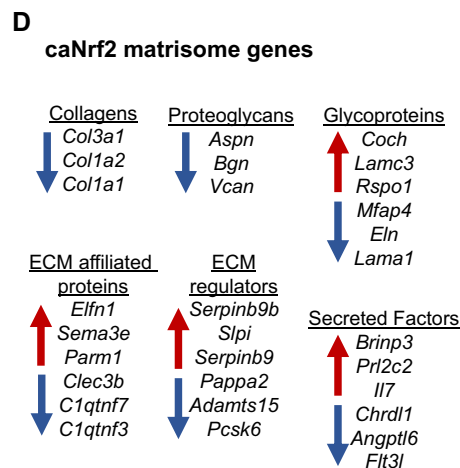 D
caNrf2 matrisome genes
Collagens
Col3a1
Col1a2
Col1a1
Proteoglycans
Aspn
Bgn
Vcan
Glycoproteins
Coch
Lamc3
Rspo1
Mfap4
Eln
Lama1
ECM affiliated
proteins
Elfn1
Sema3e
Parm1
Clec3b
C1qtnf7
C1qtnf3
ECM
regulators
Serpinb9b
Slpi
Serpinb9
Pappa2
Adamts15
Pcsk6
Secreted Factors
Brinp3
Prl2c2
Il7
Chrdl1
Angptl6
Flt3l